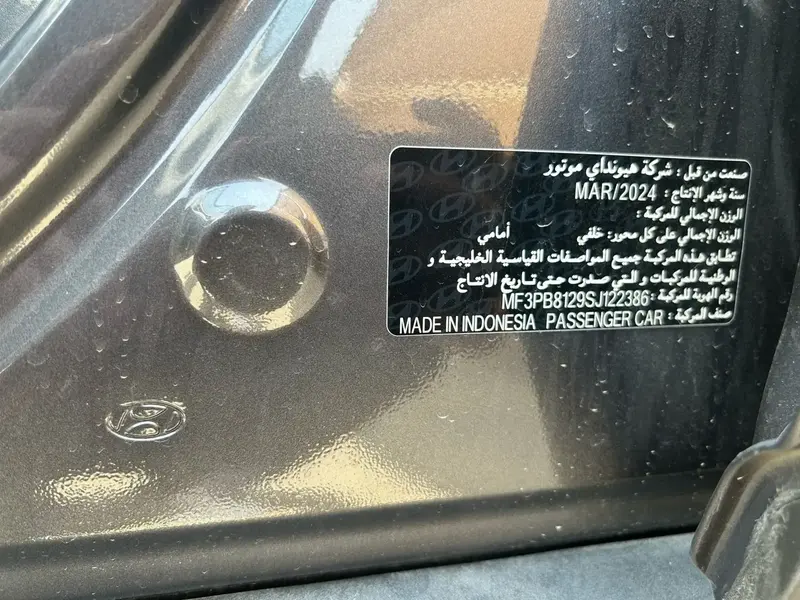 صنعت من قبل : شركة هيونداي موتور
سنة وشهر الإنتاج : MAR/2024
الوزن الإجمالي للمركبة :
الوزن الإجمالي على كل محور: خلفي أمامي
تطابق هذه المركبة جميع المواصفات القياسية الخليجية و
الوطنية للمركبات والتي صدرت حتى تاريخ الانتاج
رقم الهوية للمركبة : MF3PB8129SJ122386
صنف المركبة : MADE IN INDONESIA PASSENGER CAR